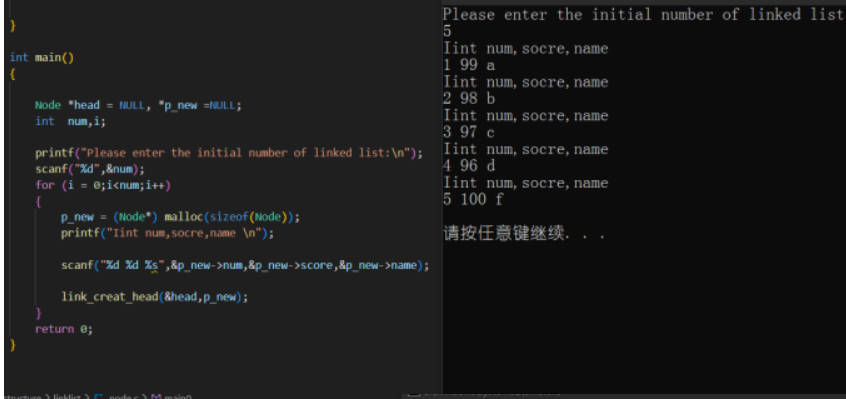 }
int main()
{
Node *head = NULL, *p_new =NULL;
int num,i;
printf("Please enter the initial number of linked list:\n");
scanf("%d",&num);
for (i = 0;i<num;i++)
{
p_new = (Node*) malloc(sizeof(Node));
printf("Iint num,socre,name \n");
scanf("%d %d %s",&p_new->num,&p_new->score,&p_new->name);
link_creat_head(&head,p_new);
}
return 0;
}
Please enter the initial number of linked list
5
Iint num,socre,name
1 99 a
Iint num,socre,name
2 98 b
Iint num,socre,name
3 97 c
Iint num,socre,name
4 96 d
Iint num,socre,name
5 100 f
请按任意键继续. . .